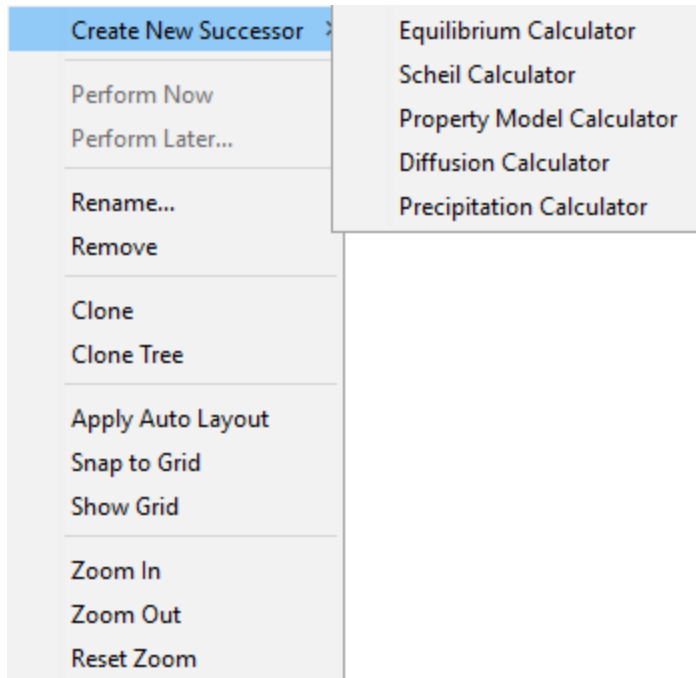 Create New Successor
Equilibrium Calculator
Scheil Calculator
Property Model Calculator
Diffusion Calculator
Precipitation Calculator
Perform Now
Perform Later...
Rename...
Remove
Clone
Clone Tree
Apply Auto Layout
Snap to Grid
Show Grid
Zoom In
Zoom Out
Reset Zoom